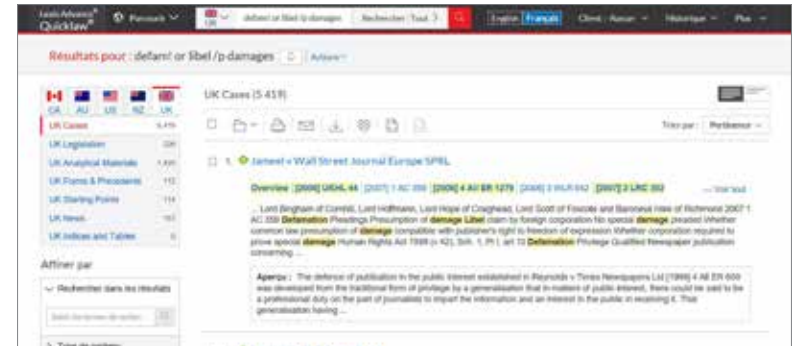 Lexis Advance® Quicklaw®
Parcourir
UK
defam! or libel /p damages
Rechercher: Tout
English Français
Client: Aucun
Historique
Plus
Résultats pour : defam! or libel /p damages
Actions
CA AU US NZ UK
UK Cases
UK Legislation
UK Analytical Materials
UK Forms & Precedents
UK Starting Points
UK News
UK Indices and Tables
Affiner par
Rechercher dans les résultats
UK Cases (5 419)
Trier par : Pertinence
1. Jameel v Wall Street Journal Europe SPRL
Overview | [2006] UKHL 44 | [2007] 1 AC 359 | [2006] 4 All ER 1279 | [2006] 3 WLR 642 | [2007] 3 LRC 352
... Voir tout
... Lord Bingham of Cornhill, Lord Hoffmann, Lord Hope of Craighead, Lord Scott of Foscote and Baroness Hale of Richmond 2007 1
AC 359 Defamation Pleadings Presumption of damage Libel claim by foreign corporation No special damage pleaded Whether
common law presumption of damage compatible with publisher's right to freedom of expression Whether corporation required to
prove special damage Human Rights Act 1998 (c 42), Sch. 1, Pt I, art 10 Defamation Privilege Qualified Newspaper publication
concerning ...
Aperçu : The defence of publication in the public interest established in Reynolds v Times Newspapers Ltd [1999] 4 All ER 609
was developed from the traditional form of privilege by a generalisation that in matters of public interest, there could be said to be
a professional duty on the part of journalists to impart the information and an interest in the public in receiving it. That
generalisation having ...